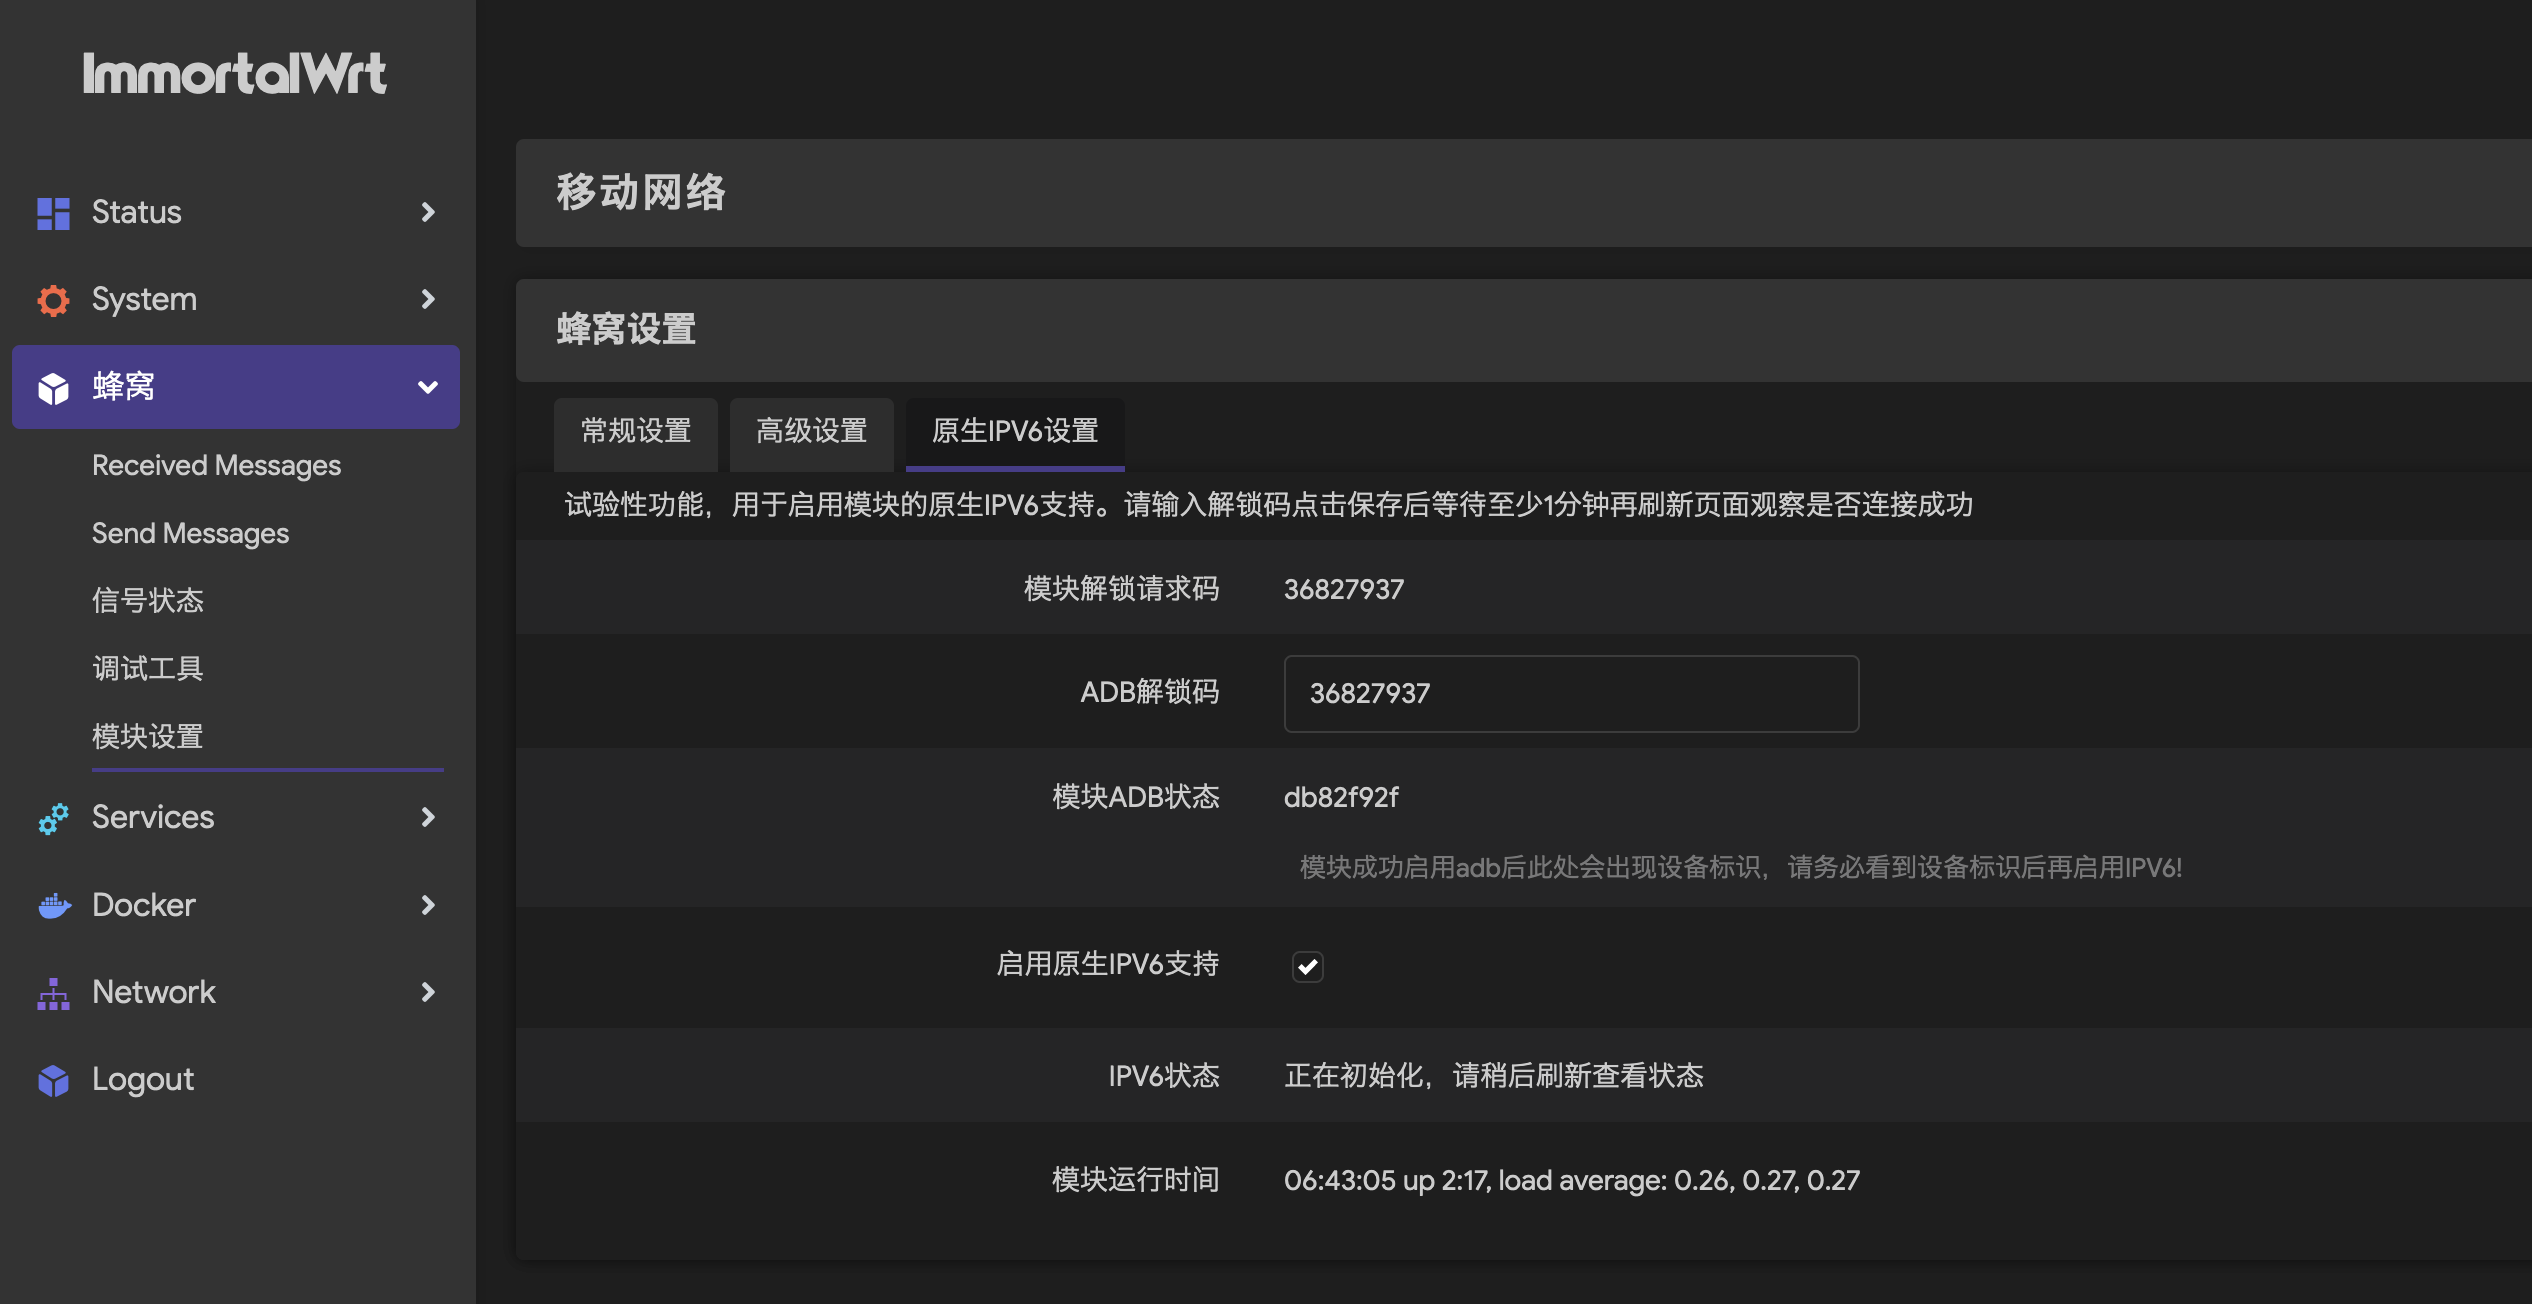 ImmortalWrt
Status
System
蜂窝
Received Messages
Send Messages
信号状态
调试工具
模块设置
Services
Docker
Network
Logout
移动网络
蜂窝设置
常规设置 高级设置 原生IPV6设置
试验性功能，用于启用模块的原生IPV6支持。请输入解锁码点击保存后等待至少1分钟再刷新页面观察是否连接成功
模块解锁请求码 36827937
ADB解锁码 36827937
模块ADB状态 db82f92f
模块成功启用adb后此处会出现设备标识，请务必看到设备标识后再启用IPV6!
启用原生IPV6支持
IPV6状态 正在初始化，请稍后刷新查看状态
模块运行时间 06:43:05 up 2:17, load average: 0.26, 0.27, 0.27